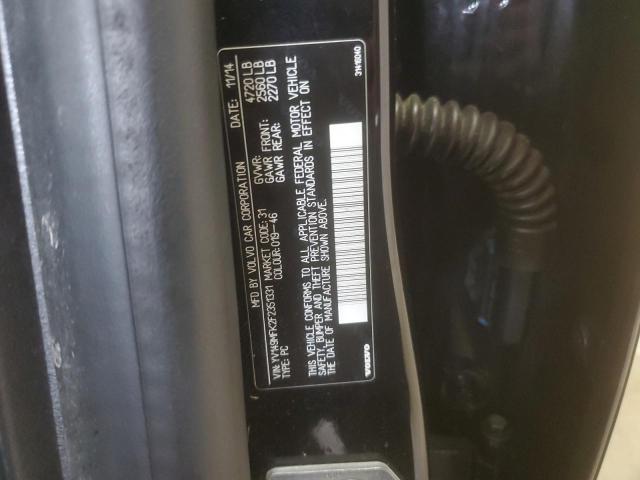 MFD BY VOLVO CAR CORPORATION DATE: 11/14
GVWR: 4720 LB
VIN: YV149MFK2F2351331 MARKET CODE: 31 GAWR FRONT: 2560 LB
TYPE: PC COLOUR: 019-46 GAWR REAR: 2270 LB
THIS VEHICLE CONFORMS TO ALL APPLICABLE FEDERAL MOTOR VEHICLE
SAFETY, BUMPER AND THEFT PREVENTION STANDARDS IN EFFECT ON
THE DATE OF MANUFACTURE SHOWN ABOVE.
VOLVO 31416040